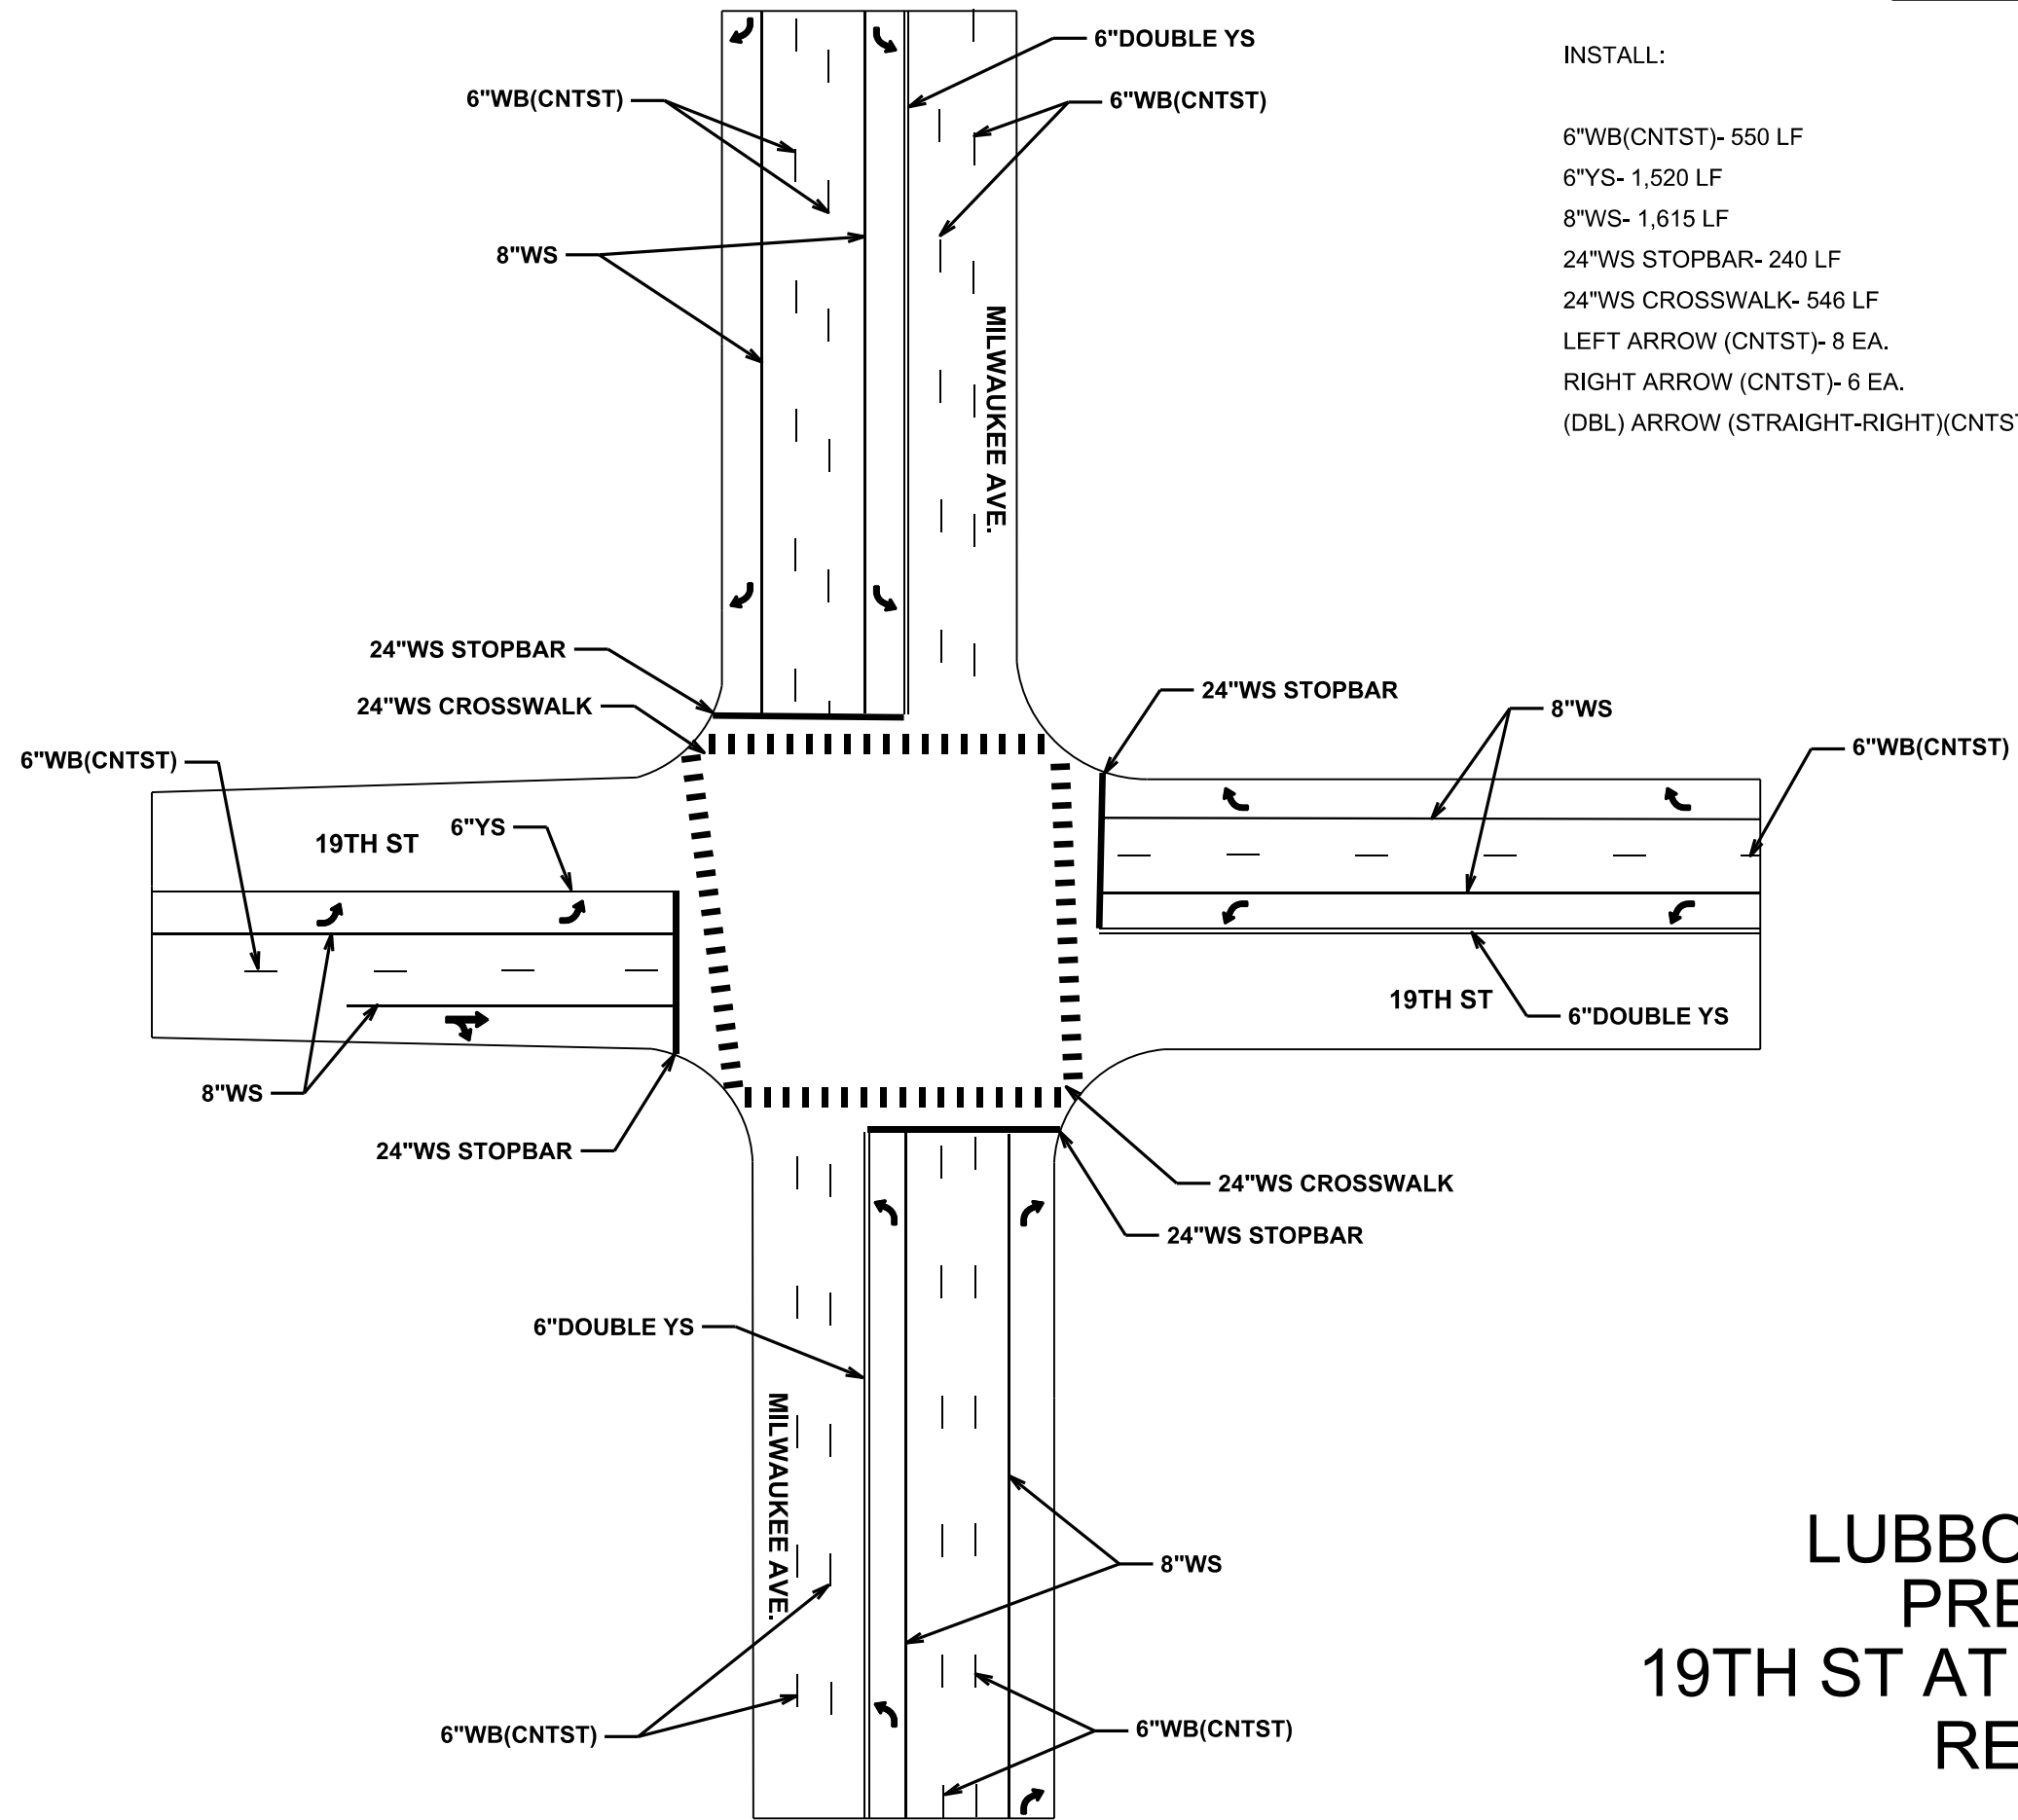 6"DOUBLE YS
INSTALL:
6"WB(CNTST)
6"WB(CNTST)
6"WB(CNTST)- 550 LF
6"YS- 1,520 LF
8"WS- 1,615 LF
8"WS
24"WS STOPBAR- 240 LF
24"WS CROSSWALK- 546 LF
LEFT ARROW (CNTST)- 8 EA.
RIGHT ARROW (CNTST)- 6 EA.
(DBL) ARROW (STRAIGHT-RIGHT)(CNTST
MILWAUKEE AVE.
24"WS STOPBAR
24"WS CROSSWALK
24"WS STOPBAR
8"WS
6"WB(CNTST)
6"WB(CNTST)
19TH ST
6"YS
19TH ST
6"DOUBLE YS
8"WS
24"WS STOPBAR
24"WS CROSSWALK
24"WS STOPBAR
6"DOUBLE YS
MILWAUKEE AVE.
8"WS
6"WB(CNTST)
6"WB(CNTST)
LUBBO
PRE
19TH ST AT
RE